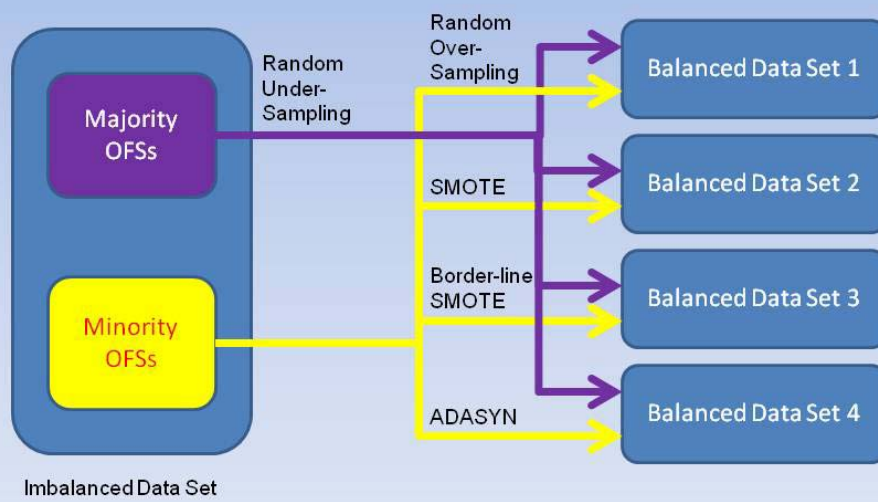 Majority
OFSs
Minority
OFSs
Imbalanced Data Set
Random
Under-
Sampling
Random
Over-
Sampling
SMOTE
Border-line
SMOTE
ADASYN
Balanced Data Set 1
Balanced Data Set 2
Balanced Data Set 3
Balanced Data Set 4